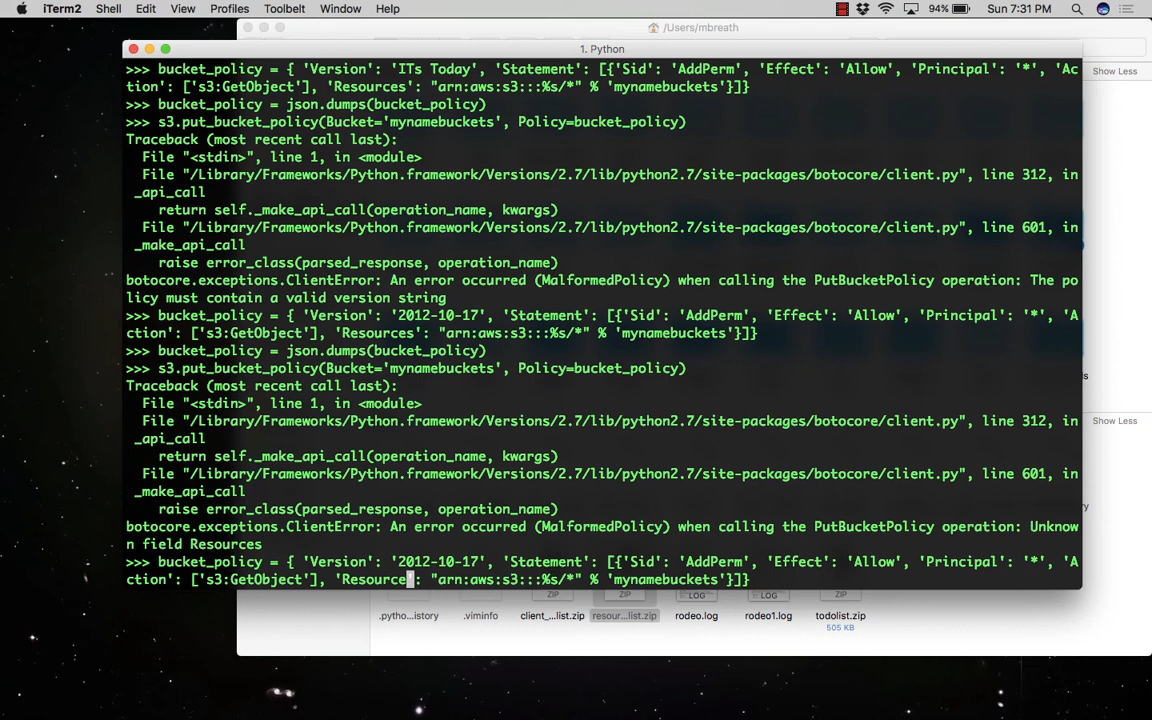 iTerm2 Shell Edit View Profiles Toolbelt Window Help 94% Sun 7:31 PM
/Users/mbreath
1. Python
Show Less
>>> bucket_policy = { 'Version': 'ITs Today', 'Statement': [{'Sid': 'AddPerm', 'Effect': 'Allow', 'Principal': '*', 'Ac
tion': ['s3:GetObject'], 'Resources': "arn:aws:s3:::%s/*" % 'mynamebuckets'}]}
>>> bucket_policy = json.dumps(bucket_policy)
>>> s3.put_bucket_policy(Bucket='mynamebuckets', Policy=bucket_policy)
Traceback (most recent call last):
  File "<stdin>", line 1, in <module>
  File "/Library/Frameworks/Python.framework/Versions/2.7/lib/python2.7/site-packages/botocore/client.py", line 312, in
_api_call
    return self._make_api_call(operation_name, kwargs)
  File "/Library/Frameworks/Python.framework/Versions/2.7/lib/python2.7/site-packages/botocore/client.py", line 601, in
_make_api_call
    raise error_class(parsed_response, operation_name)
botocore.exceptions.ClientError: An error occurred (MalformedPolicy) when calling the PutBucketPolicy operation: The po
licy must contain a valid version string
>>> bucket_policy = { 'Version': '2012-10-17', 'Statement': [{'Sid': 'AddPerm', 'Effect': 'Allow', 'Principal': '*', 'A
ction': ['s3:GetObject'], 'Resources': "arn:aws:s3:::%s/*" % 'mynamebuckets'}]}
>>> bucket_policy = json.dumps(bucket_policy)
>>> s3.put_bucket_policy(Bucket='mynamebuckets', Policy=bucket_policy)
Traceback (most recent call last):
  File "<stdin>", line 1, in <module>
  File "/Library/Frameworks/Python.framework/Versions/2.7/lib/python2.7/site-packages/botocore/client.py", line 312, in
_api_call
    return self._make_api_call(operation_name, kwargs)
  File "/Library/Frameworks/Python.framework/Versions/2.7/lib/python2.7/site-packages/botocore/client.py", line 601, in
_make_api_call
    raise error_class(parsed_response, operation_name)
botocore.exceptions.ClientError: An error occurred (MalformedPolicy) when calling the PutBucketPolicy operation: Unknow
n field Resources
>>> bucket_policy = { 'Version': '2012-10-17', 'Statement': [{'Sid': 'AddPerm', 'Effect': 'Allow', 'Principal': '*', 'A
ction': ['s3:GetObject'], 'Resource': "arn:aws:s3:::%s/*" % 'mynamebuckets'}]}
Show Less
ZIP ZIP LOG LOG ZIP
.pytho...istory .viminfo client_...list.zip resour...list.zip rodeo.log rodeo1.log todolist.zip
505 KB